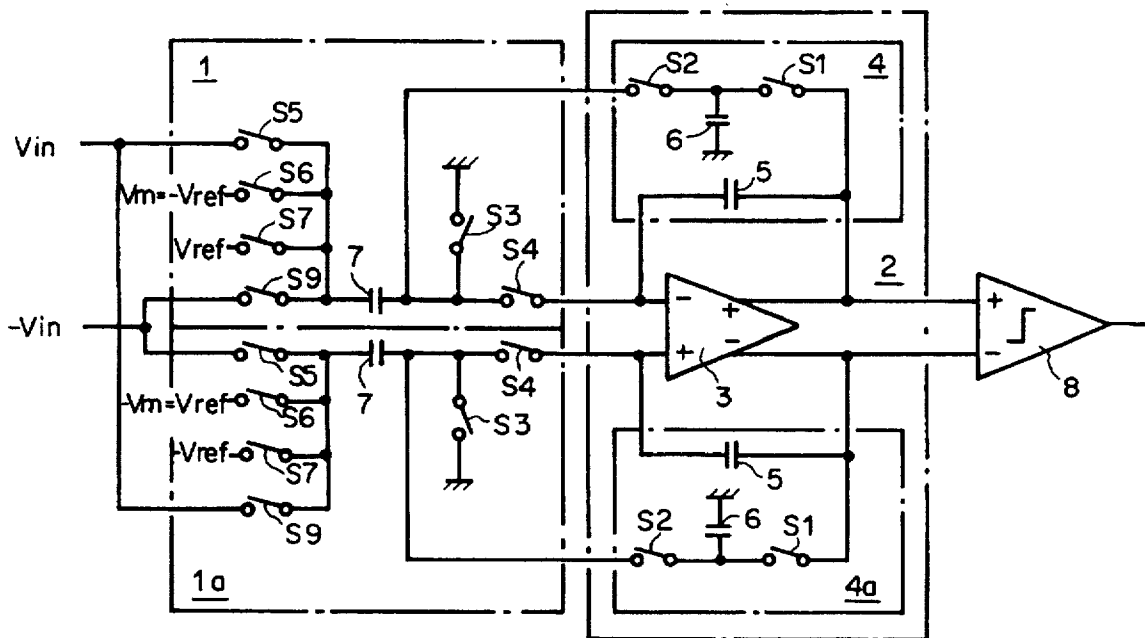 1
S2
S1
4
Vin
S5
6
S6
Vm=-Vref
5
S7
S3
Vref
7
S4
2
S9
-
+
+
-Vin
-
+
-
S5
7
S4
3
8
-Vm=Vref
S6
S3
-Vref
S7
5
6
S9
S2
S1
1a
4a